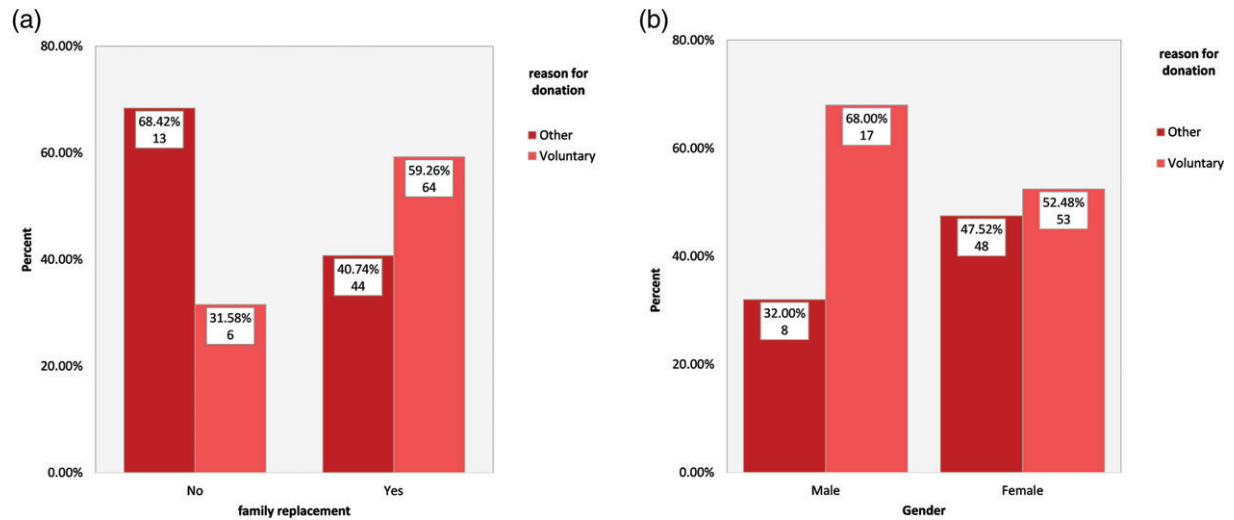 (a)
80.00%
60.00%
40.00%
20.00%
0.00%
Percent
68.42%
13
31.58%
6
40.74%
44
59.26%
64
No
Yes
family replacement
reason for
donation
Other
Voluntary
(b)
80.00%
60.00%
40.00%
20.00%
0.00%
Percent
32.00%
8
68.00%
17
47.52%
48
52.48%
53
Male
Female
Gender
reason for
donation
Other
Voluntary